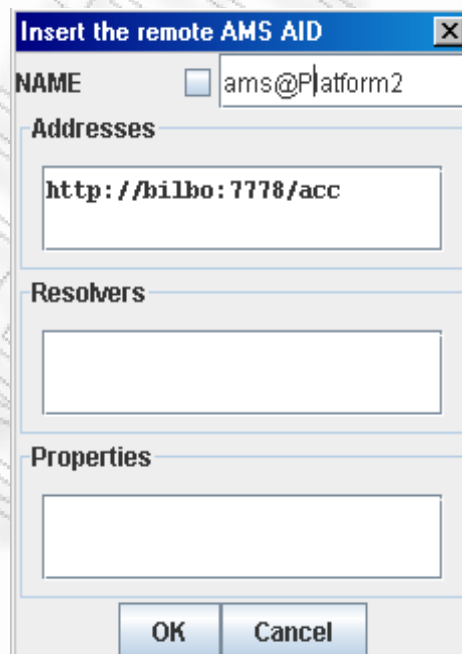 Insert the remote AMS AID
NAME ams@Platform2
Addresses
http://bilbo:7778/acc
Resolvers
Properties
OK Cancel